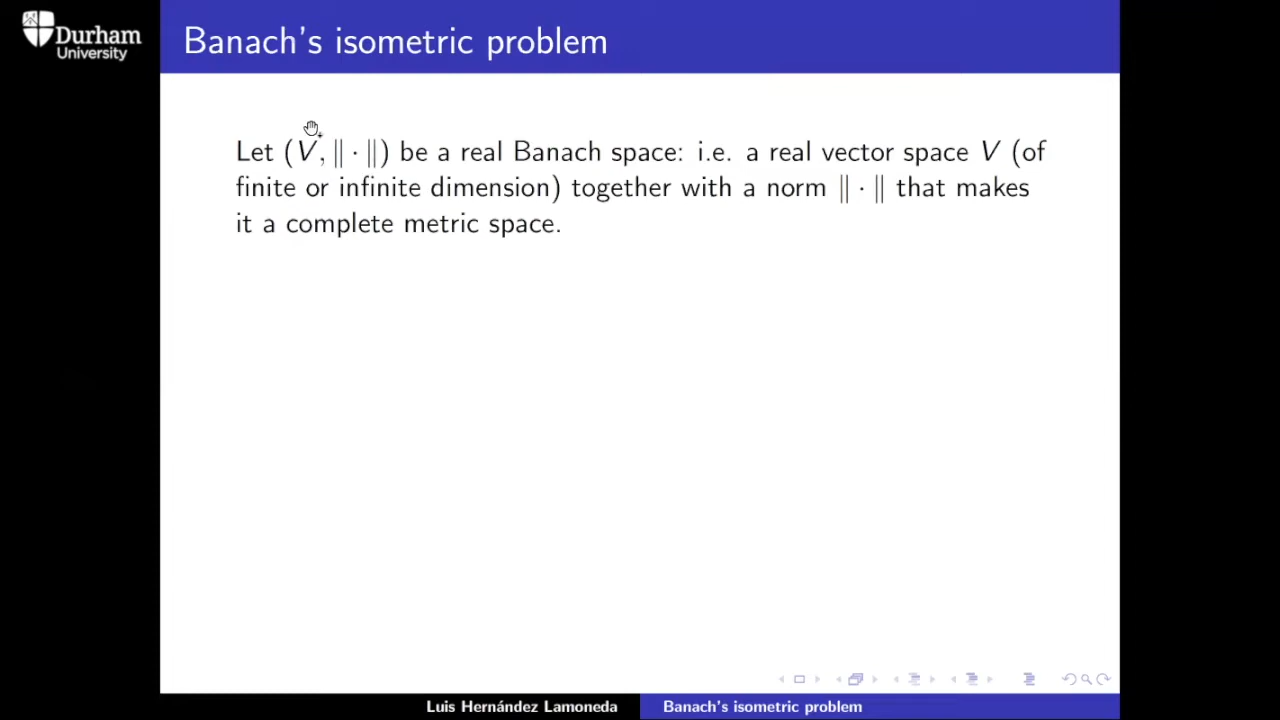 Durham
University
Banach's isometric problem
Let (V, ‖ · ‖) be a real Banach space: i.e. a real vector space V (of
finite or infinite dimension) together with a norm ‖ · ‖ that makes
it a complete metric space.
Luis Hernández Lamoneda
Banach's isometric problem